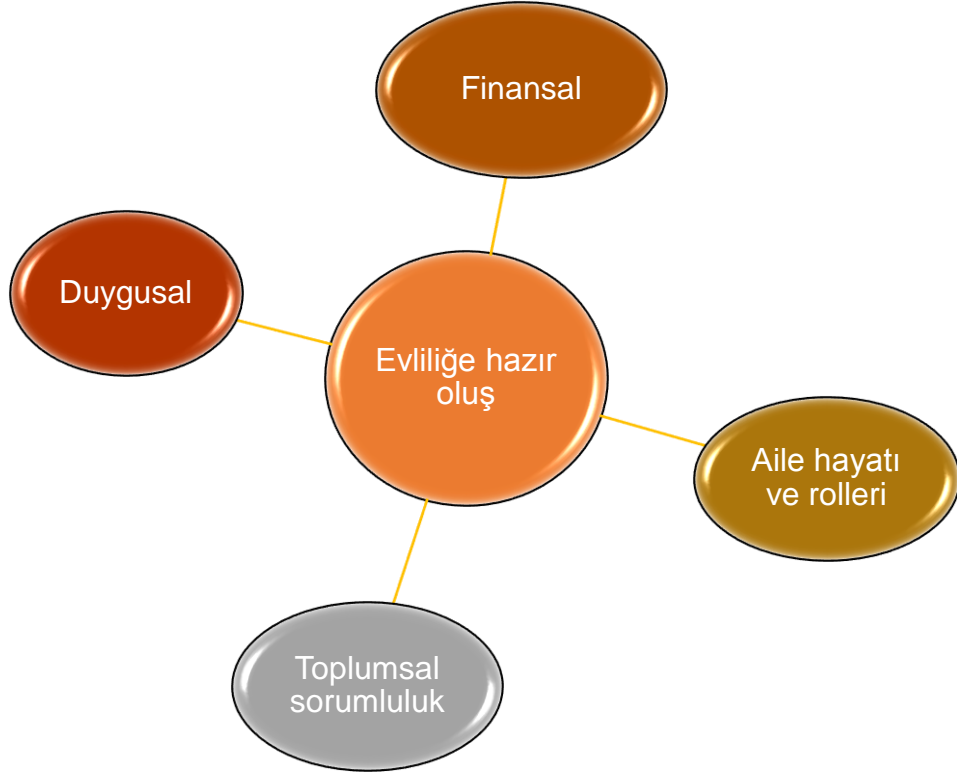 Finansal
Duygusal
Evliliğe hazır
oluş
Aile hayatı
ve rolleri
Toplumsal
sorumluluk